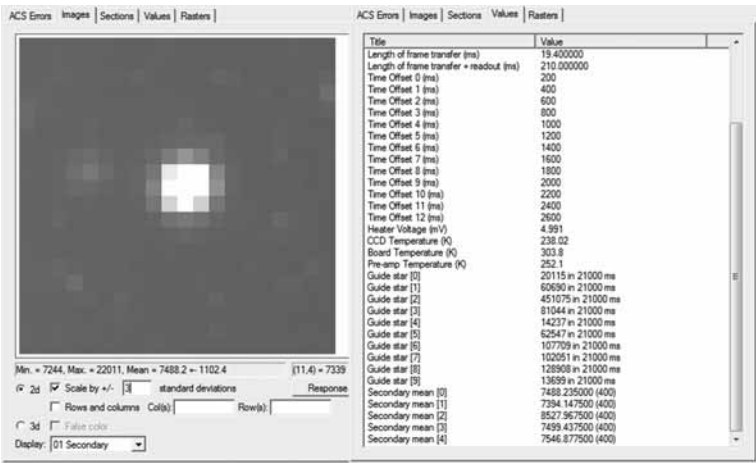 ACS Errors Images Sections Values Rasters
Min. = 7244, Max. = 22011, Mean = 7488.2 +- 1102.4 (11,4) = 7339
2d Scale by +/- 3 standard deviations Response
Rows and columns Col(s): Row(s):
3d False color
Display: 01 Secondary
ACS Errors Images Sections Values Rasters
Title Value
Length of frame transfer (ms) 19.400000
Length of frame transfer + readout (ms) 210.000000
Time Offset 0 (ms) 200
Time Offset 1 (ms) 400
Time Offset 2 (ms) 600
Time Offset 3 (ms) 800
Time Offset 4 (ms) 1000
Time Offset 5 (ms) 1200
Time Offset 6 (ms) 1400
Time Offset 7 (ms) 1600
Time Offset 8 (ms) 1800
Time Offset 9 (ms) 2000
Time Offset 10 (ms) 2200
Time Offset 11 (ms) 2400
Time Offset 12 (ms) 2600
Heater Voltage (mV) 4.991
CCD Temperature (K) 238.02
Board Temperature (K) 303.8
Pre-amp Temperature (K) 252.1
Guide star [0] 20115 in 21000 ms
Guide star [1] 60690 in 21000 ms
Guide star [2] 451075 in 21000 ms
Guide star [3] 81044 in 21000 ms
Guide star [4] 14237 in 21000 ms
Guide star [5] 62547 in 21000 ms
Guide star [6] 107709 in 21000 ms
Guide star [7] 102051 in 21000 ms
Guide star [8] 128908 in 21000 ms
Guide star [9] 13699 in 21000 ms
Secondary mean [0] 7488.235000 (400)
Secondary mean [1] 7394.147500 (400)
Secondary mean [2] 8527.967500 (400)
Secondary mean [3] 7499.437500 (400)
Secondary mean [4] 7546.877500 (400)